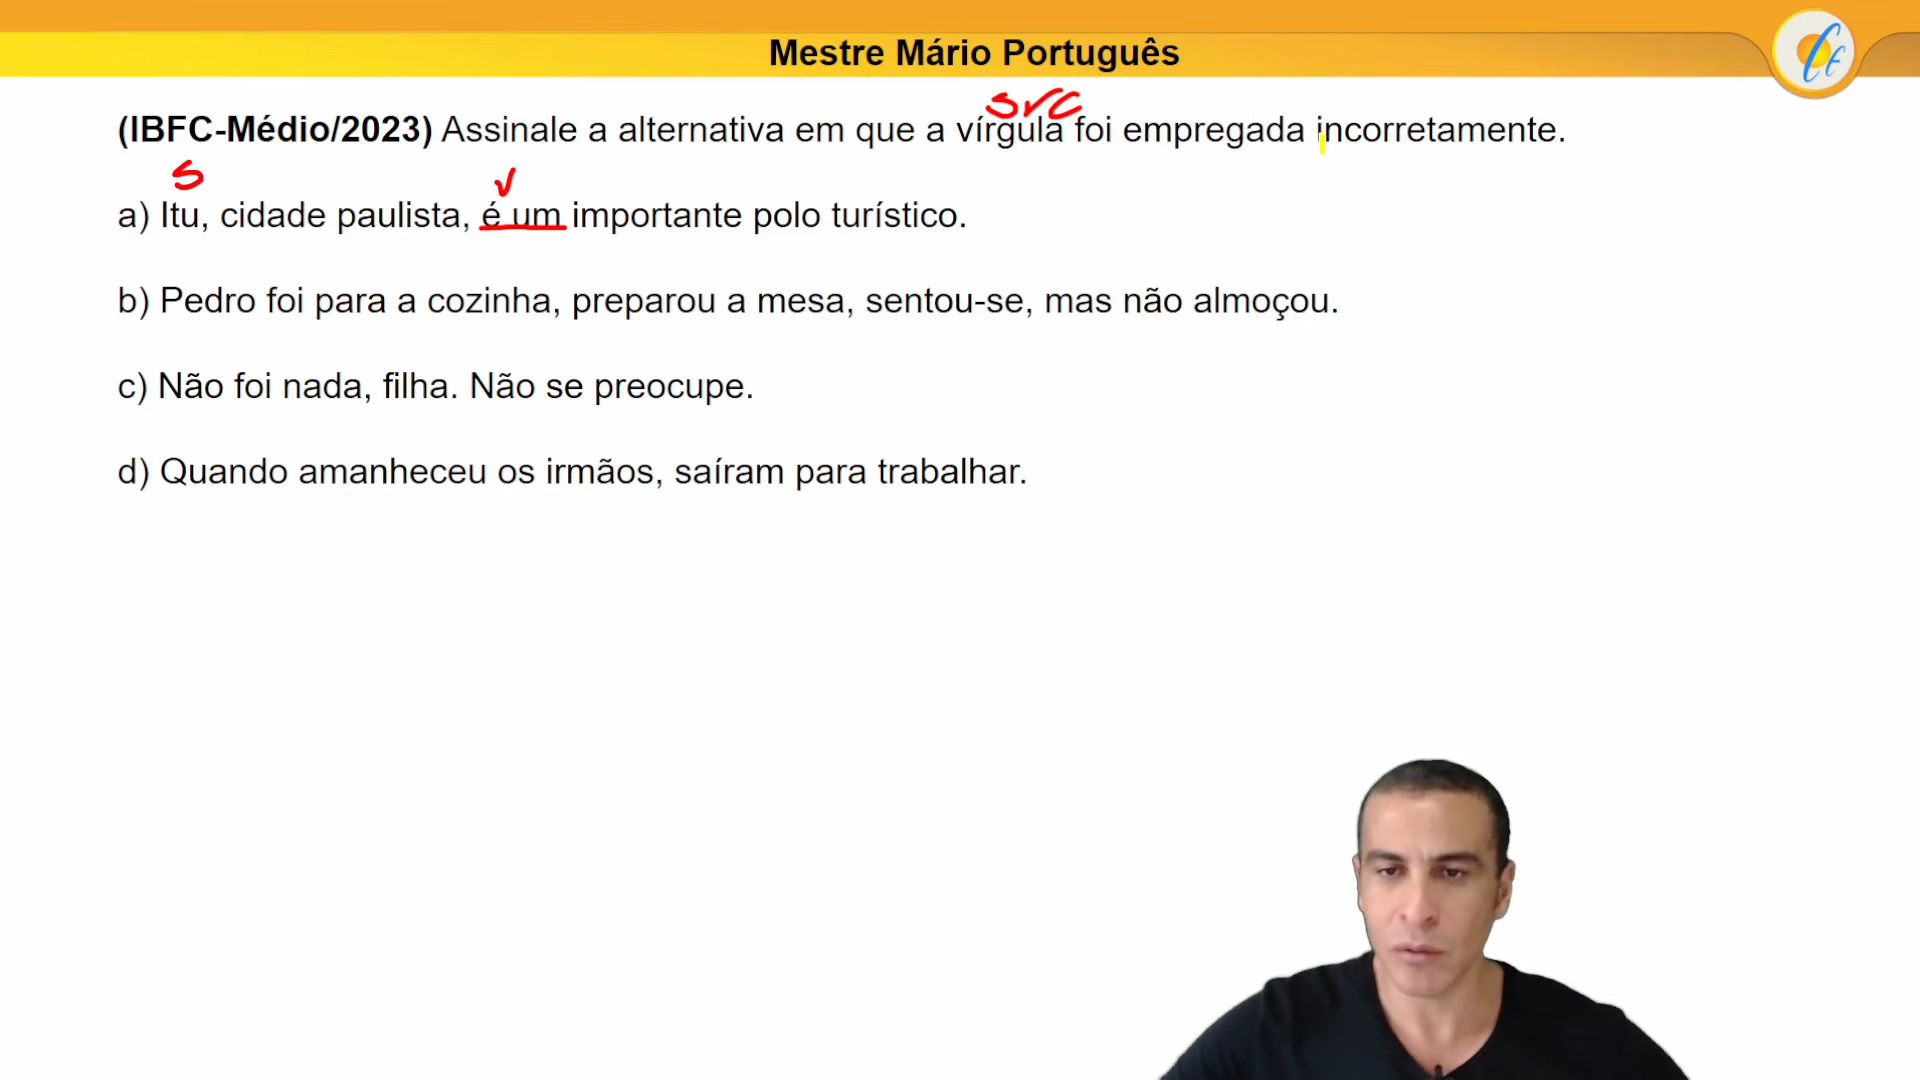 Mestre Mário Português
SVC
(IBFC-Médio/2023) Assinale a alternativa em que a vírgula foi empregada incorretamente.
S V
a) Itu, cidade paulista, é um importante polo turístico.
b) Pedro foi para a cozinha, preparou a mesa, sentou-se, mas não almoçou.
c) Não foi nada, filha. Não se preocupe.
d) Quando amanheceu os irmãos, saíram para trabalhar.